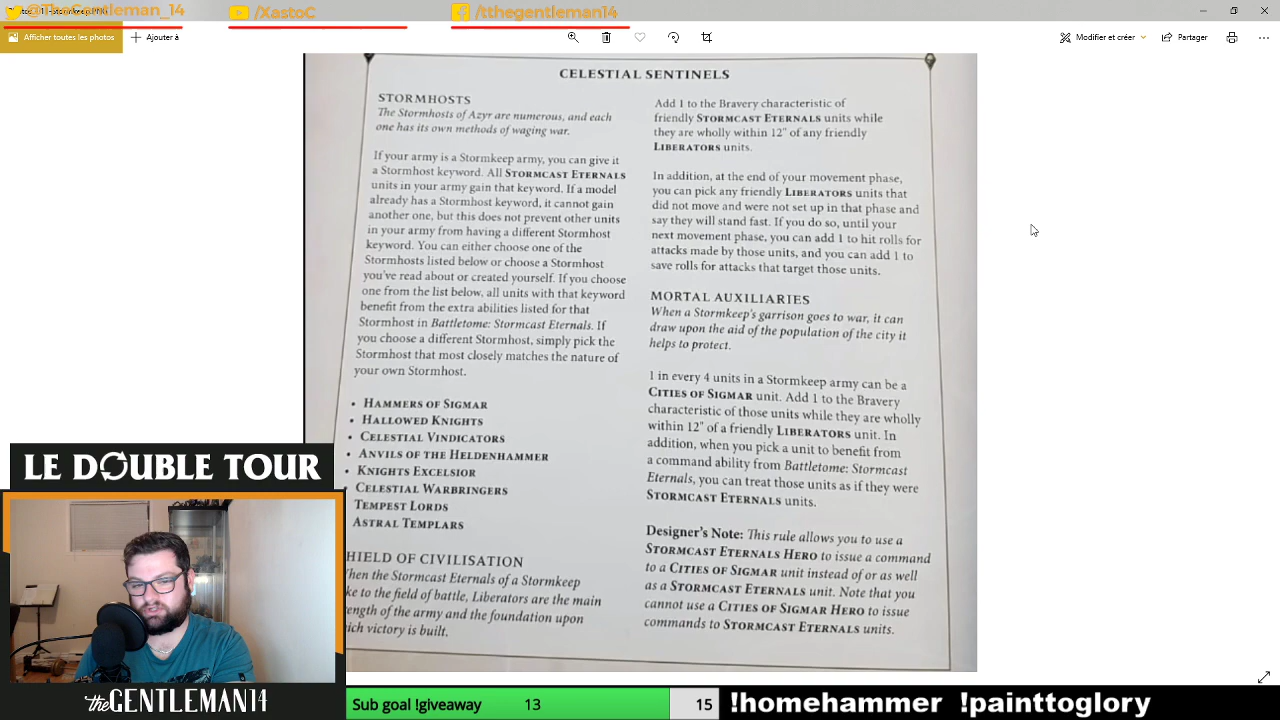 @TheGentleman_14
/XastoC
/tthegentleman14
Afficher toutes les photos
Ajouter à
Modifier et créer
Partager
CELESTIAL SENTINELS
STORMHOSTS
The Stormhosts of Azyr are numerous, and each
one has its own methods of waging war.
If your army is a Stormkeep army, you can give it
a Stormhost keyword. All STORMCAST ETERNALS
units in your army gain that keyword. If a model
already has a Stormhost keyword, it cannot gain
another one, but this does not prevent other units
in your army from having a different Stormhost
keyword. You can either choose one of the
Stormhosts listed below or choose a Stormhost
you've read about or created yourself. If you choose
one from the list below, all units with that keyword
benefit from the extra abilities listed for that
Stormhost in Battletome: Stormcast Eternals. If
you choose a different Stormhost, simply pick the
Stormhost that most closely matches the nature of
your own Stormhost.
• HAMMERS OF SIGMAR
• HALLOWED KNIGHTS
• CELESTIAL VINDICATORS
• ANVILS OF THE HELDENHAMMER
• KNIGHTS EXCELSIOR
• CELESTIAL WARBRINGERS
TEMPEST LORDS
ASTRAL TEMPLARS
HIELD OF CIVILISATION
hen the Stormcast Eternals of a Stormkeep
ke to the field of battle, Liberators are the main
ength of the army and the foundation upon
ich victory is built.
Add 1 to the Bravery characteristic of
friendly STORMCAST ETERNALS units while
they are wholly within 12" of any friendly
LIBERATORS units.
In addition, at the end of your movement phase,
you can pick any friendly LIBERATORS units that
did not move and were not set up in that phase and
say they will stand fast. If you do so, until your
next movement phase, you can add 1 to hit rolls for
attacks made by those units, and you can add 1 to
save rolls for attacks that target those units.
MORTAL AUXILIARIES
When a Stormkeep's garrison goes to war, it can
draw upon the aid of the population of the city it
helps to protect.
1 in every 4 units in a Stormkeep army can be a
CITIES OF SIGMAR unit. Add 1 to the Bravery
characteristic of those units while they are wholly
within 12" of a friendly LIBERATORS unit. In
addition, when you pick a unit to benefit from
a command ability from Battletome: Stormcast
Eternals, you can treat those units as if they were
STORMCAST ETERNALS units.
Designer's Note: This rule allows you to use a
STORMCAST ETERNALS HERO to issue a command
to a CITIES OF SIGMAR unit instead of or as well
as a STORMCAST ETERNALS unit. Note that you
cannot use a CITIES OF SIGMAR HERO to issue
commands to STORMCAST ETERNALS units.
LE DOUBLE TOUR
theGENTLEMAN14
Sub goal !giveaway 13 15
!homehammer !painttoglory